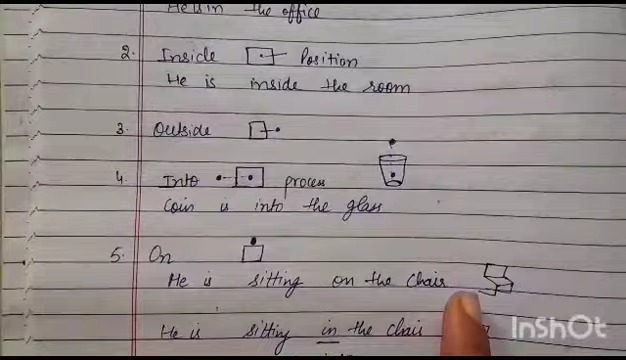 He is in the office
2. Inside Position
He is inside the room
3. Outside
4. Into process
Coin is into the glass
5. On
He is sitting on the chair
He is sitting in the chair
InShOt